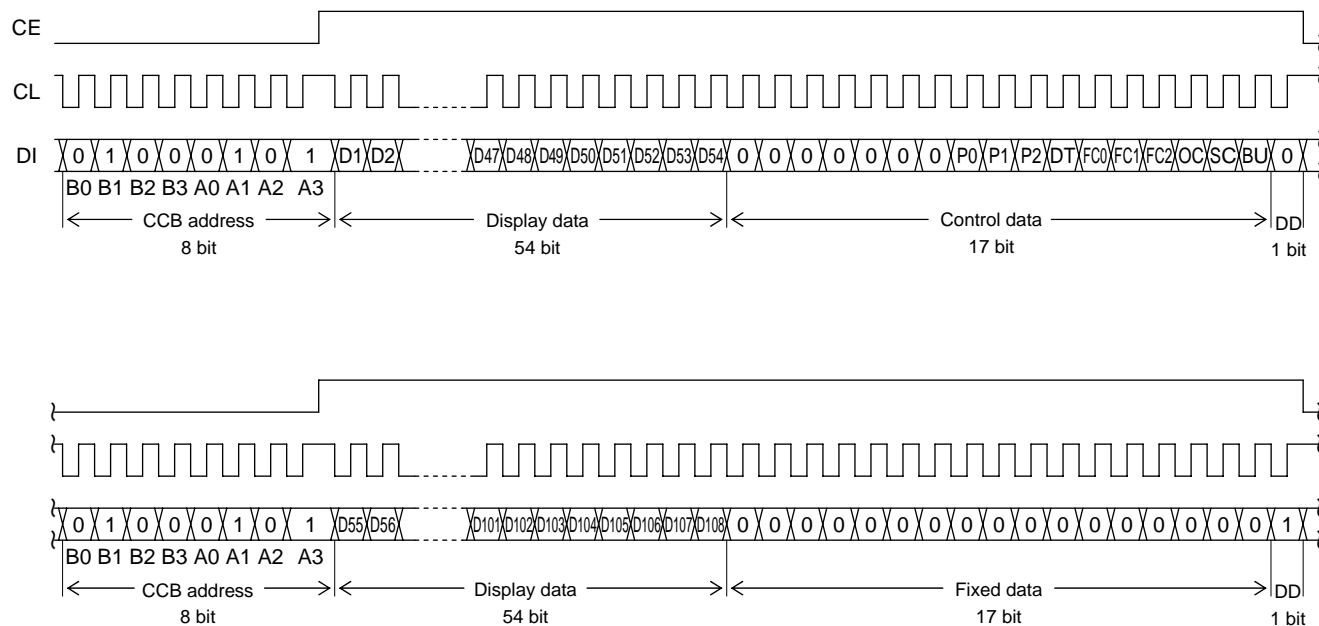 CE
CL
DI 0 1 0 0 0 1 0 1 D1 D2 D47 D48 D49 D50 D51 D52 D53 D54 0 0 0 0 0 0 0 P0 P1 P2 DT FC0 FC1 FC2 OC SC BU 0
B0 B1 B2 B3 A0 A1 A2 A3
CCB address Display data Control data DD
8 bit 54 bit 17 bit 1 bit
0 1 0 0 0 1 0 1 D55 D56 D101 D102 D103 D104 D105 D106 D107 D108 0 0 0 0 0 0 0 0 0 0 0 0 0 0 0 0 0 1
B0 B1 B2 B3 A0 A1 A2 A3
CCB address Display data Fixed data DD
8 bit 54 bit 17 bit 1 bit